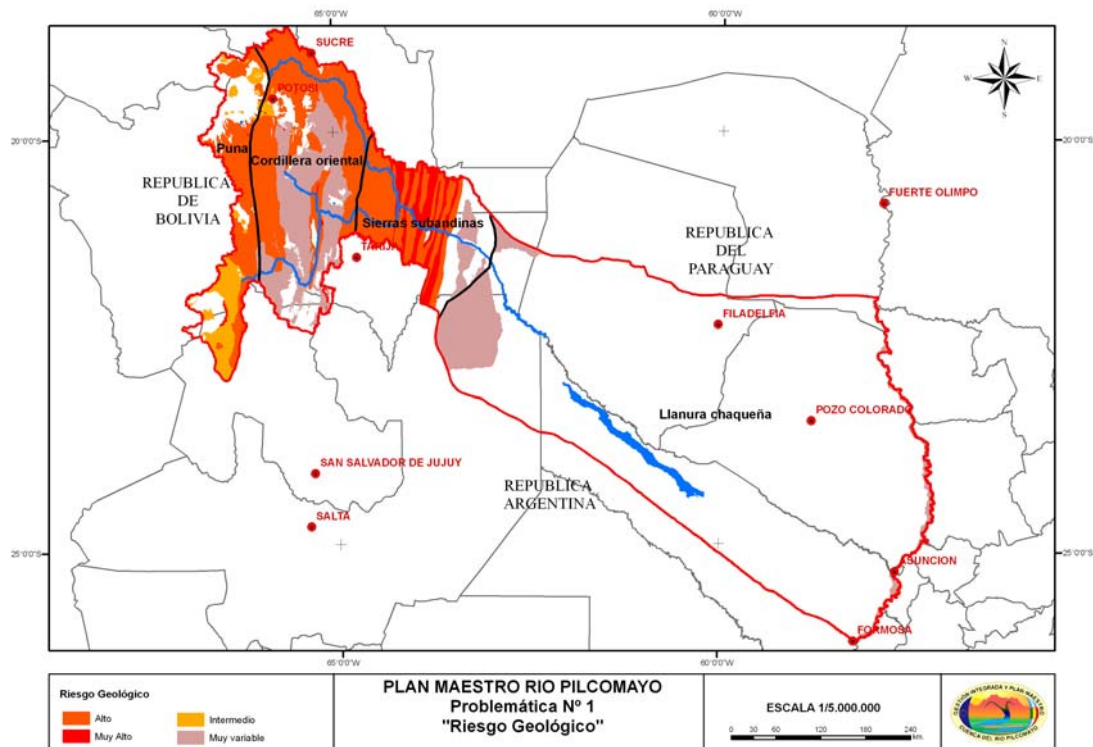 65°0'0"W
60°0'0"W
SUCRE
N
W
E
S
POTOSI
20°0'0"S
20°0'0"S
Puna
Cordillera oriental
REPUBLICA
DE
BOLIVIA
FUERTE OLIMPO
Sierras subandinas
REPUBLICA
DEL
PARAGUAY
TARIJA
FILADELFIA
Llanura chaqueña
POZO COLORADO
SAN SALVADOR DE JUJUY
REPUBLICA
ARGENTINA
SALTA
25°0'0"S
25°0'0"S
ASUNCION
FORMOSA
65°0'0"W
60°0'0"W
Riesgo Geológico
Alto
Intermedio
Muy Alto
Muy variable
PLAN MAESTRO RIO PILCOMAYO
Problemática Nº 1
"Riesgo Geológico"
ESCALA 1/5.000.000
0 30 60 120 180 240
km.
GESTIÓN INTEGRADA Y PLAN MAESTRO
CUENCA DEL RIO PILCOMAYO